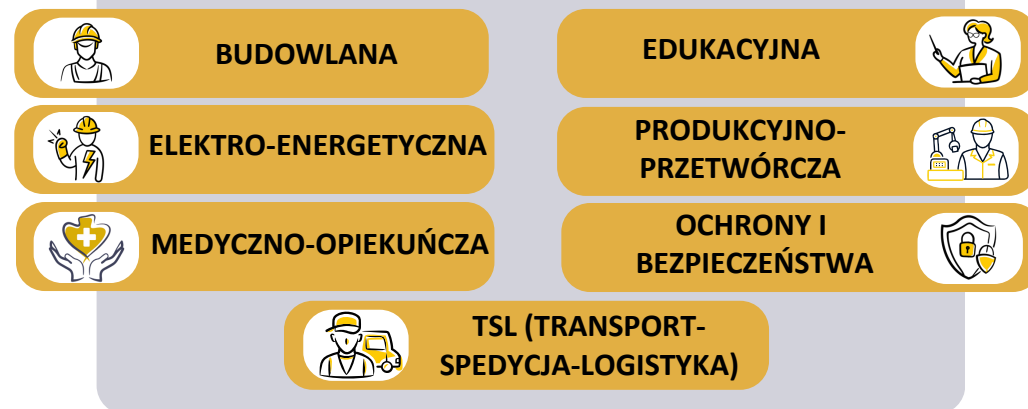 BUDOWLANA
EDUKACYJNA
ELEKTRO-ENERGETYCZNA
PRODUKCYJNO-
PRZETWÓRCZA
MEDYCZNO-OPIEKUŃCZA
OCHRONY I
BEZPIECZEŃSTWA
TSL (TRANSPORT-
SPEDYCJA-LOGISTYKA)